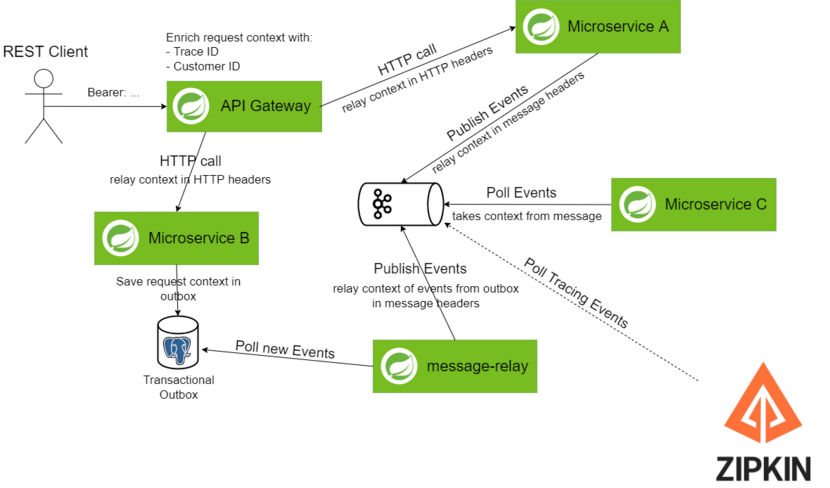 REST Client
Enrich request context with:
- Trace ID
- Customer ID
Bearer: ...
API Gateway
HTTP call
relay context in HTTP headers
Microservice A
Publish Events
relay context in message headers
HTTP call
relay context in HTTP headers
Microservice B
Poll Events
takes context from message
Microservice C
Save request context in
outbox
Publish Events
relay context of events from outbox
in message headers
Poll Tracing Events
Poll new Events
message-relay
Transactional
Outbox
ZIPKIN